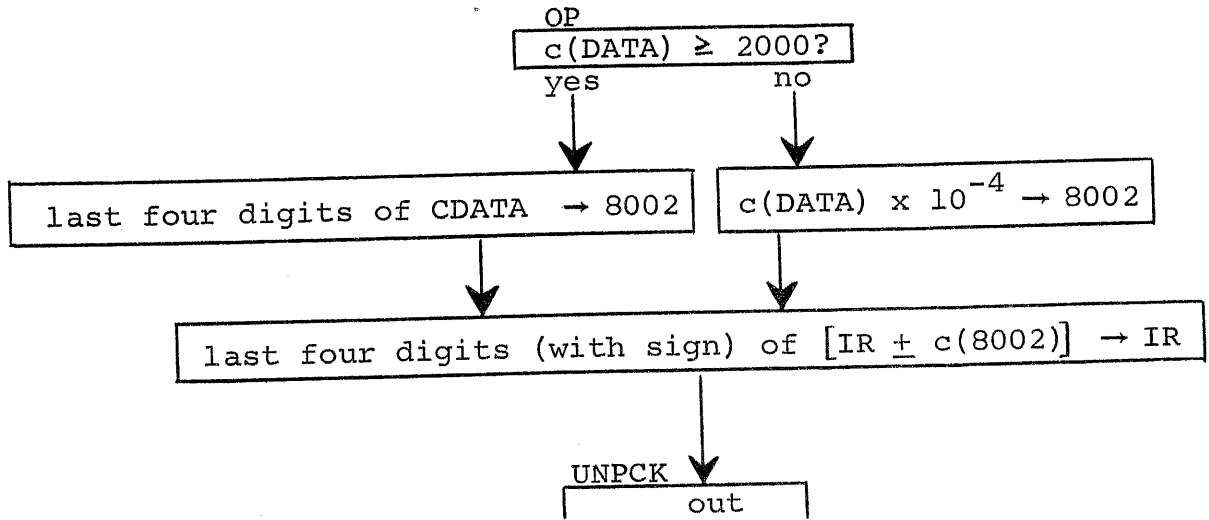 OP
c(DATA) ≥ 2000?
yes no
last four digits of CDATA → 8002
c(DATA) x 10⁻⁴ → 8002
last four digits (with sign) of [IR ± c(8002)] → IR
UNPCK
out